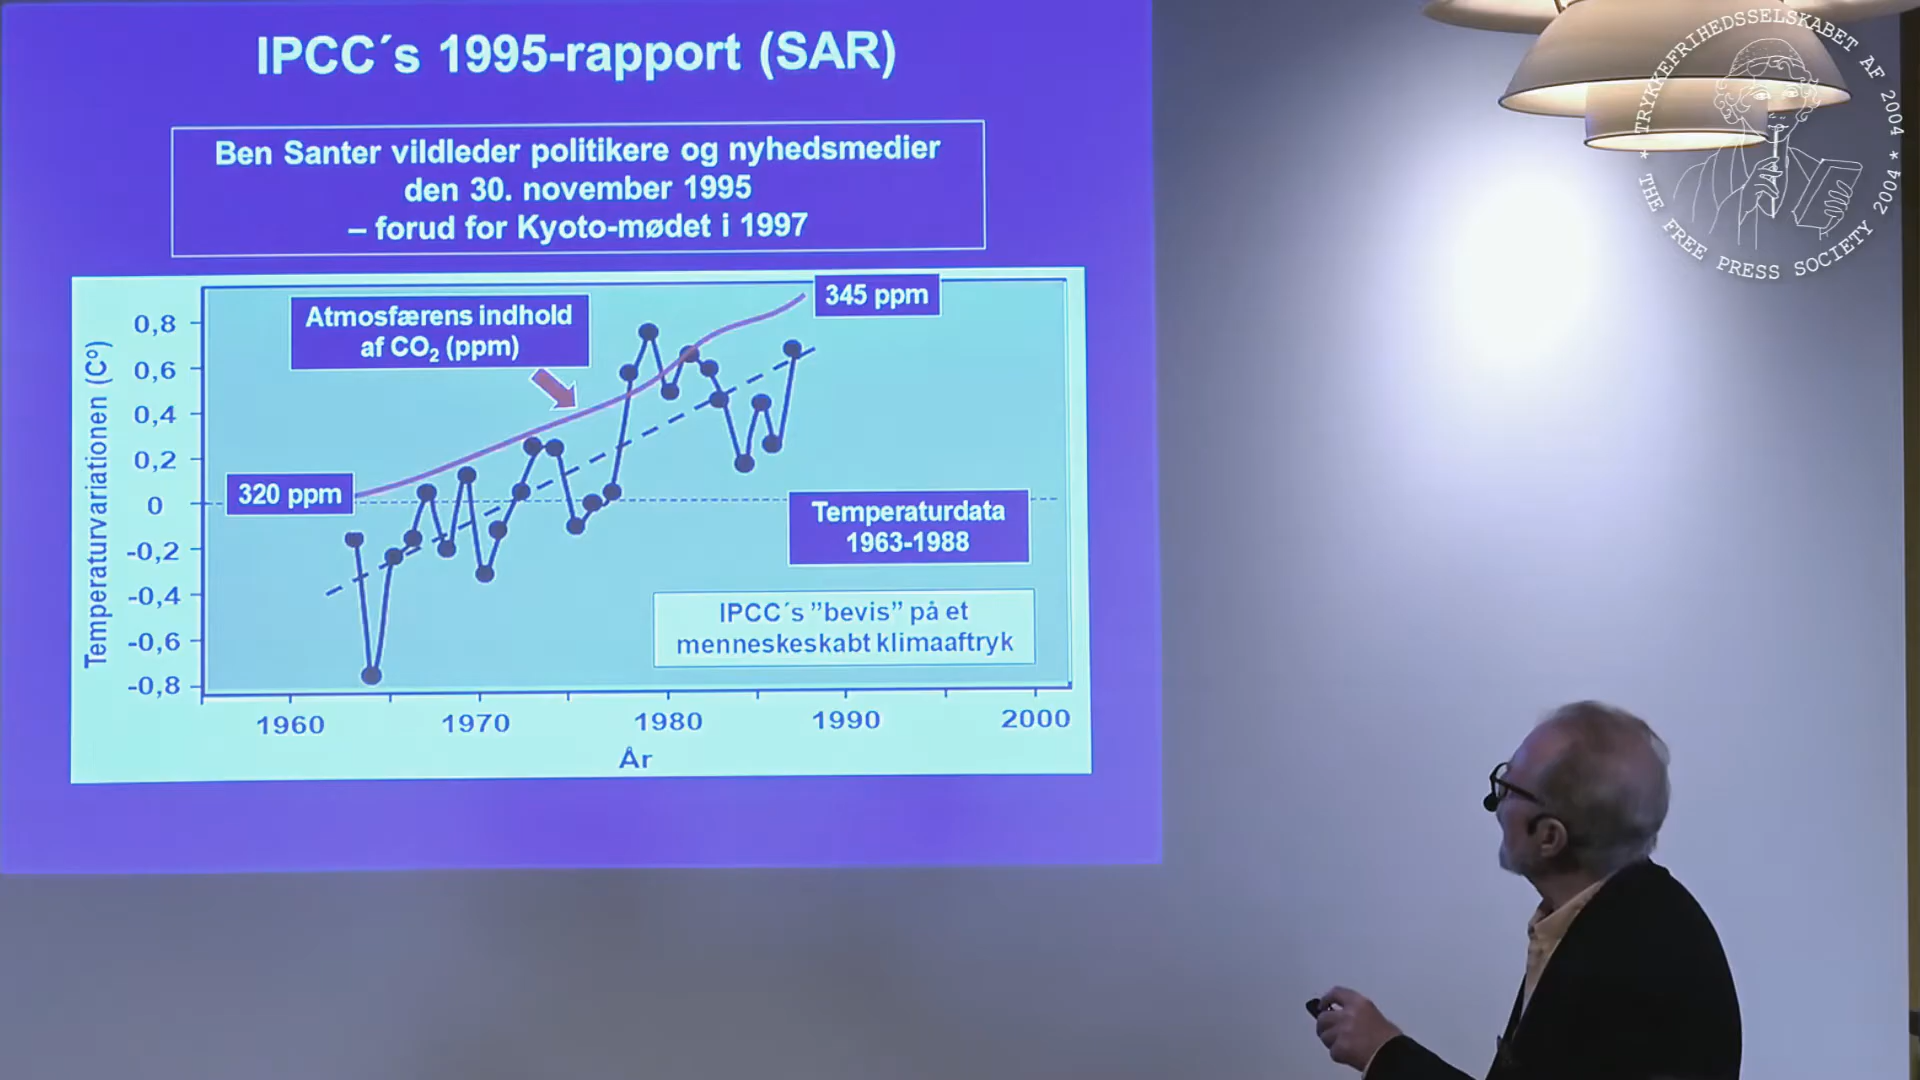 IPCC´s 1995-rapport (SAR)
Ben Santer vildleder politikere og nyhedsmedier
den 30. november 1995
– forud for Kyoto-mødet i 1997
Atmosfærens indhold
af CO₂ (ppm)
345 ppm
320 ppm
Temperaturdata
1963-1988
IPCC´s ”bevis” på et
menneskeskabt klimaaftryk
Temperaturvariationen (Cº)
0,8
0,6
0,4
0,2
0
-0,2
-0,4
-0,6
-0,8
1960 1970 1980 1990 2000
År
* TRYKKEFRIHEDSSELSKABET AF 2004 *
THE FREE PRESS SOCIETY 2004